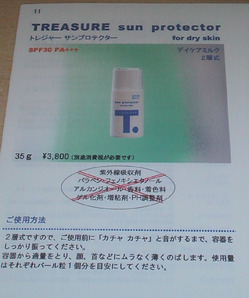 11
TREASURE sun protector
トレジャー サンプロテクター
for dry skin
SPF30 PA+++
デイケアミルク
2層式
sun protector
T.
35g ¥3,800 (別途消費税が必要です)
紫外線吸収剤
パラベン・フェノキシエタノール
アルカンジオール・香料・着色料
ゲル化剤・増粘剤・PH調整剤
ご使用方法
2層式ですので、ご使用前に「カチャ カチャ」と音がするまで、容器を
しっかり振ってください。
容器から適量をとり、顔、首などにムラなく薄くのばします。使用量
はそれぞれパール粒1個分を目安にしてください。